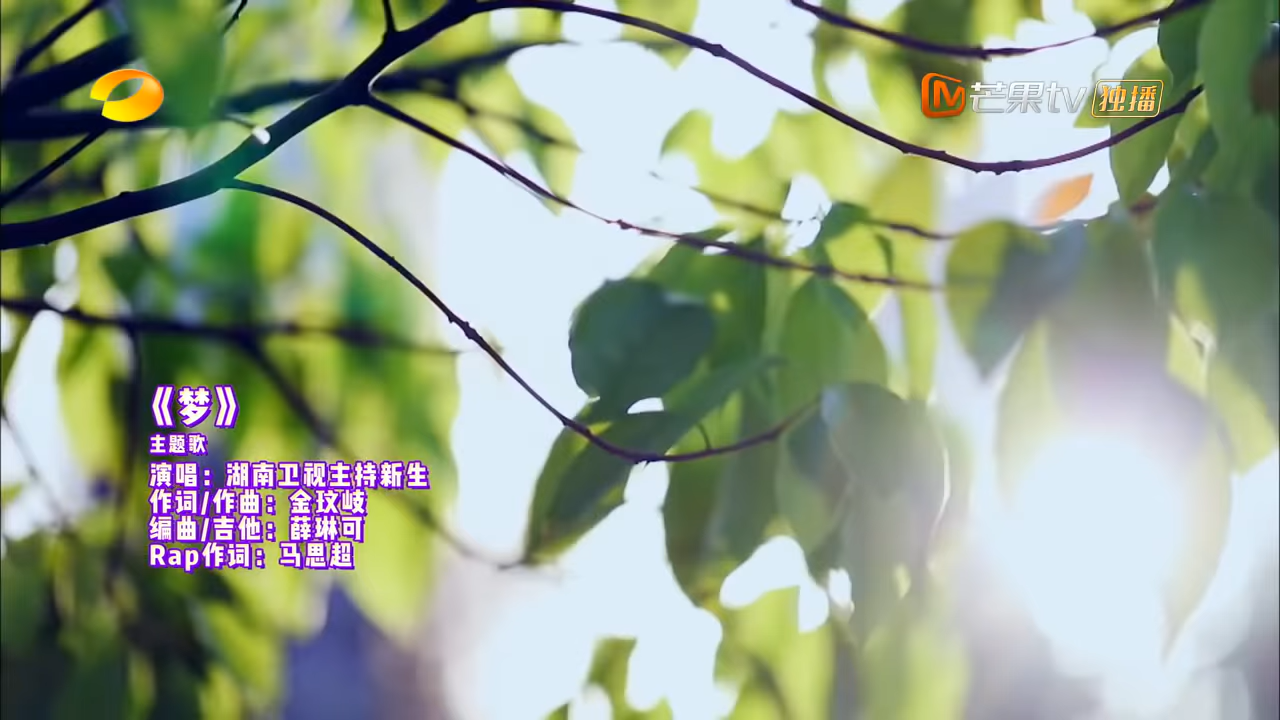 芒果tv 独播
《梦》
主题歌
演唱：湖南卫视主持新生
作词/作曲：金玟岐
编曲/吉他：薛琳可
Rap作词：马思超